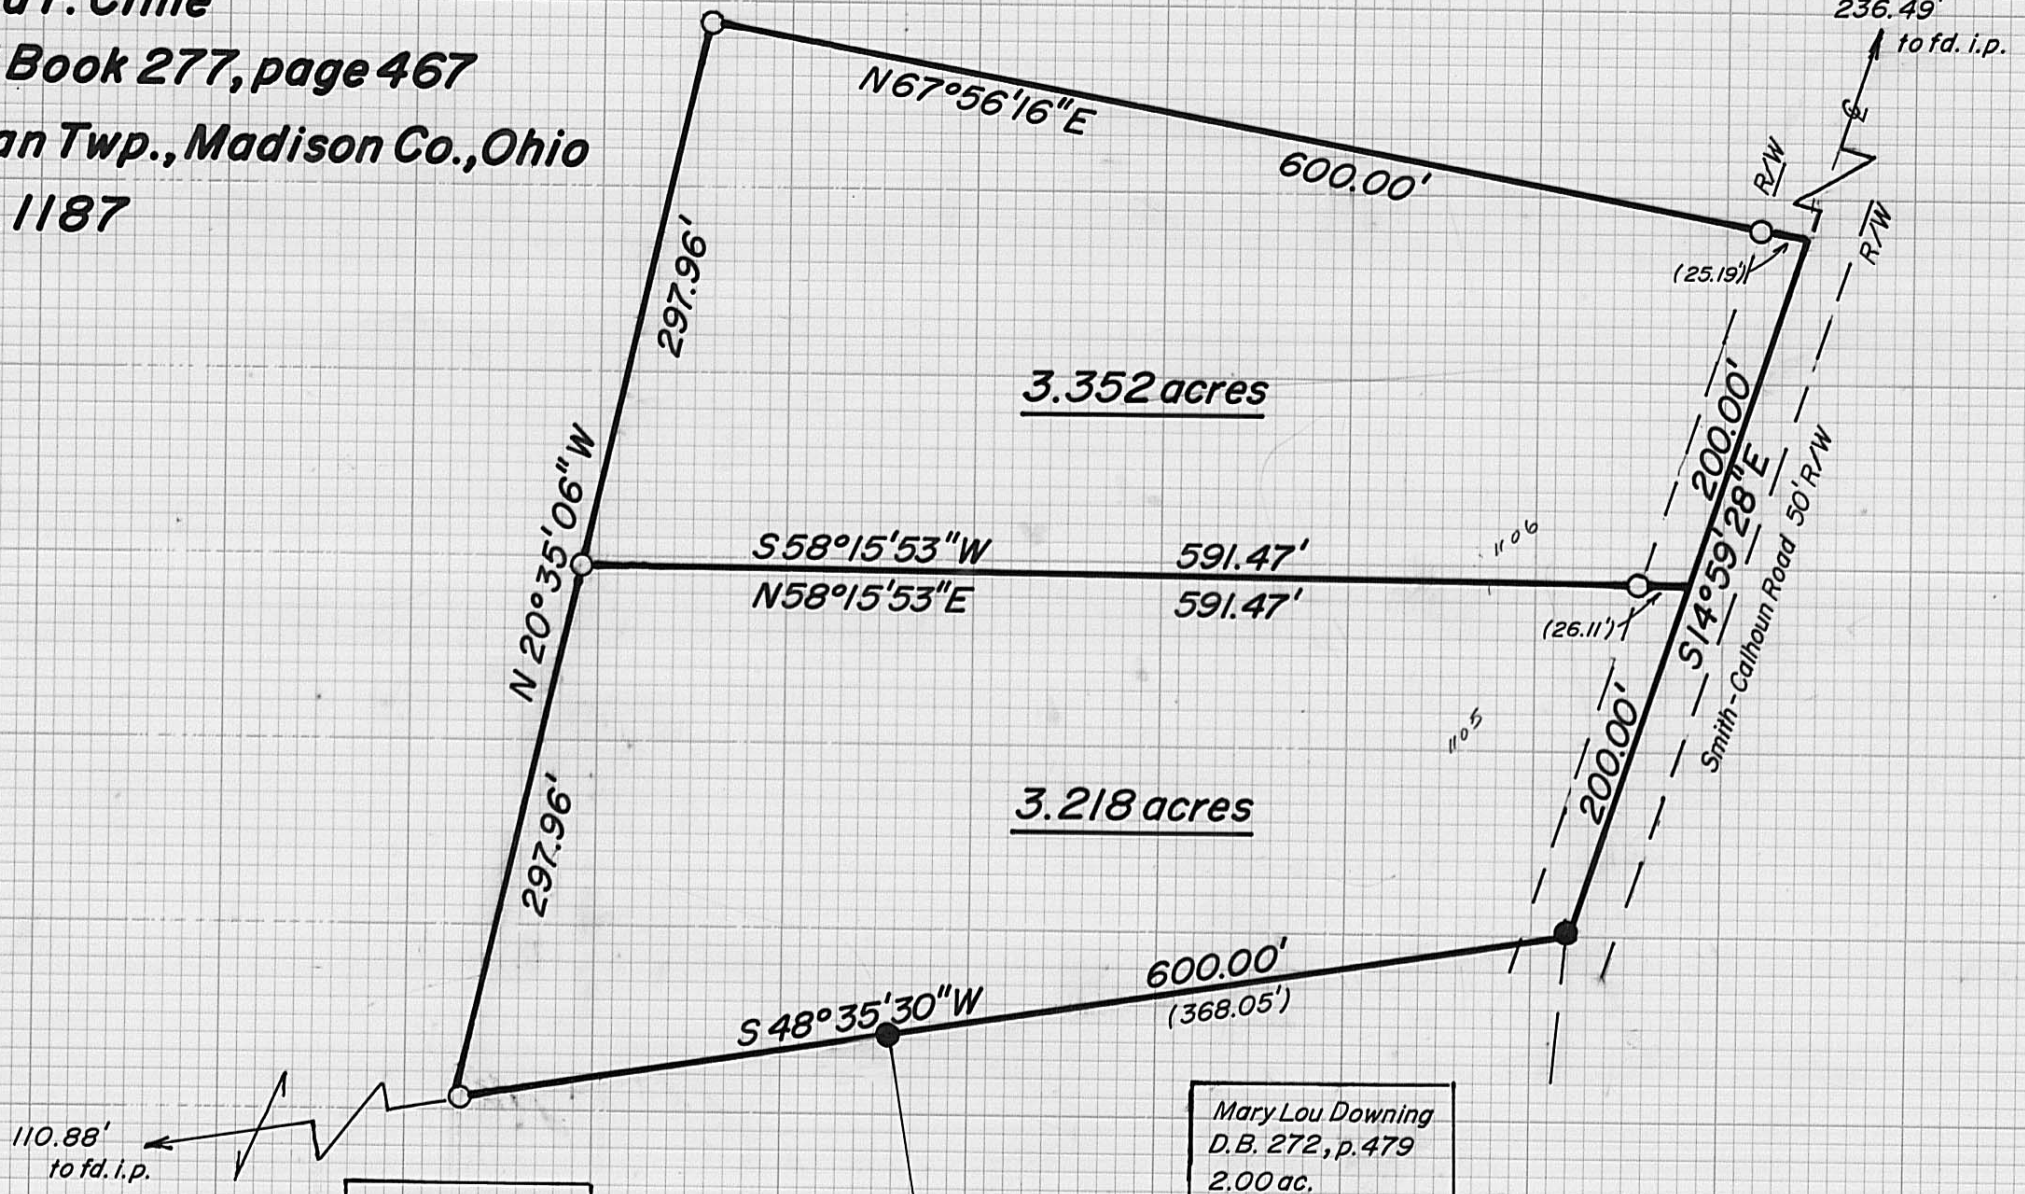 Book 277, page 467
Twp., Madison Co., Ohio
1187
236.49'
to fd. i.p.
N67°56'16"E
600.00'
R/W
℄
R/W
(25.19')
297.96'
3.352 acres
200.00'
S14°59'28"E
Smith-Calhoun Road 50' R/W
N 20°35'06"W
S58°15'53"W 591.47'
N58°15'53"E 591.47'
1106
(26.11')
1105
200.00'
297.96'
3.218 acres
600.00'
(368.05')
S 48°35'30"W
110.88'
to fd. i.p.
Mary Lou Downing
D.B. 272, p. 479
2.00 ac.